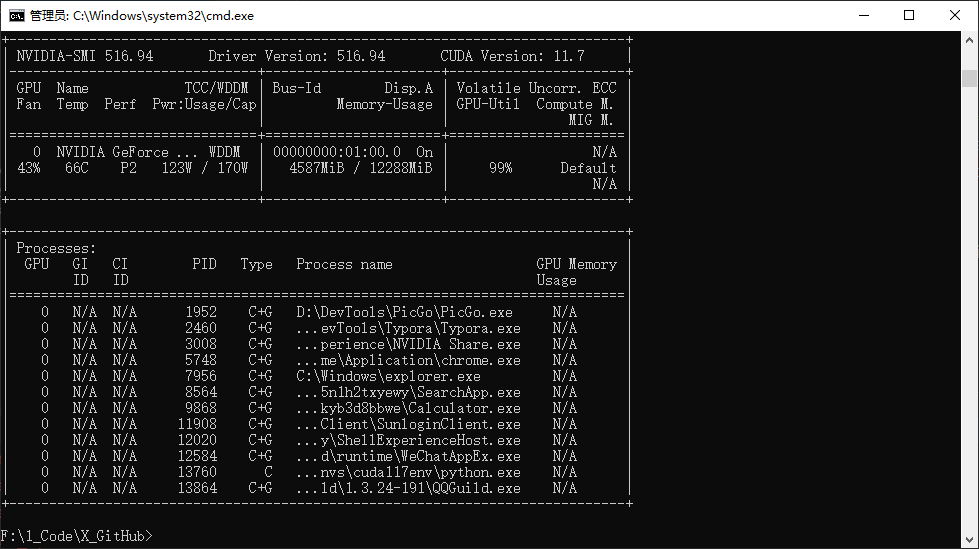 管理员: C:\Windows\system32\cmd.exe
+-----------------------------------------------------------------------------+
| NVIDIA-SMI 516.94       Driver Version: 516.94       CUDA Version: 11.7     |
|-------------------------------+----------------------+----------------------+
| GPU  Name            TCC/WDDM | Bus-Id        Disp.A | Volatile Uncorr. ECC |
| Fan  Temp  Perf  Pwr:Usage/Cap|         Memory-Usage | GPU-Util  Compute M. |
|                               |                      |               MIG M. |
|===============================+======================+======================|
|   0  NVIDIA GeForce ... WDDM  | 00000000:01:00.0  On |                  N/A |
| 43%   66C    P2   123W / 170W |   4587MiB / 12288MiB |     99%      Default |
|                               |                      |                  N/A |
+-------------------------------+----------------------+----------------------+
+-----------------------------------------------------------------------------+
| Processes:                                                                  |
|  GPU   GI   CI        PID   Type   Process name                  GPU Memory |
|        ID   ID                                                   Usage      |
|=============================================================================|
|    0   N/A  N/A      1952    C+G   D:\DevTools\PicGo\PicGo.exe     N/A      |
|    0   N/A  N/A      2460    C+G   ...evTools\Typora\Typora.exe    N/A      |
|    0   N/A  N/A      3008    C+G   ...perience\NVIDIA Share.exe    N/A      |
|    0   N/A  N/A      5748    C+G   ...me\Application\chrome.exe    N/A      |
|    0   N/A  N/A      7956    C+G   C:\Windows\explorer.exe         N/A      |
|    0   N/A  N/A      8564    C+G   ...5n1h2txyewy\SearchApp.exe    N/A      |
|    0   N/A  N/A      9868    C+G   ...kyb3d8bbwe\Calculator.exe    N/A      |
|    0   N/A  N/A     11908    C+G   ...Client\SunloginClient.exe    N/A      |
|    0   N/A  N/A     12020    C+G   ...y\ShellExperienceHost.exe    N/A      |
|    0   N/A  N/A     12584    C+G   ...d\runtime\WeChatAppEx.exe    N/A      |
|    0   N/A  N/A     13760      C   ...nvs\cuda117env\python.exe    N/A      |
|    0   N/A  N/A     13864    C+G   ...ld\1.3.24-191\QQGuild.exe    N/A      |
+-----------------------------------------------------------------------------+
F:\1_Code\X_GitHub>